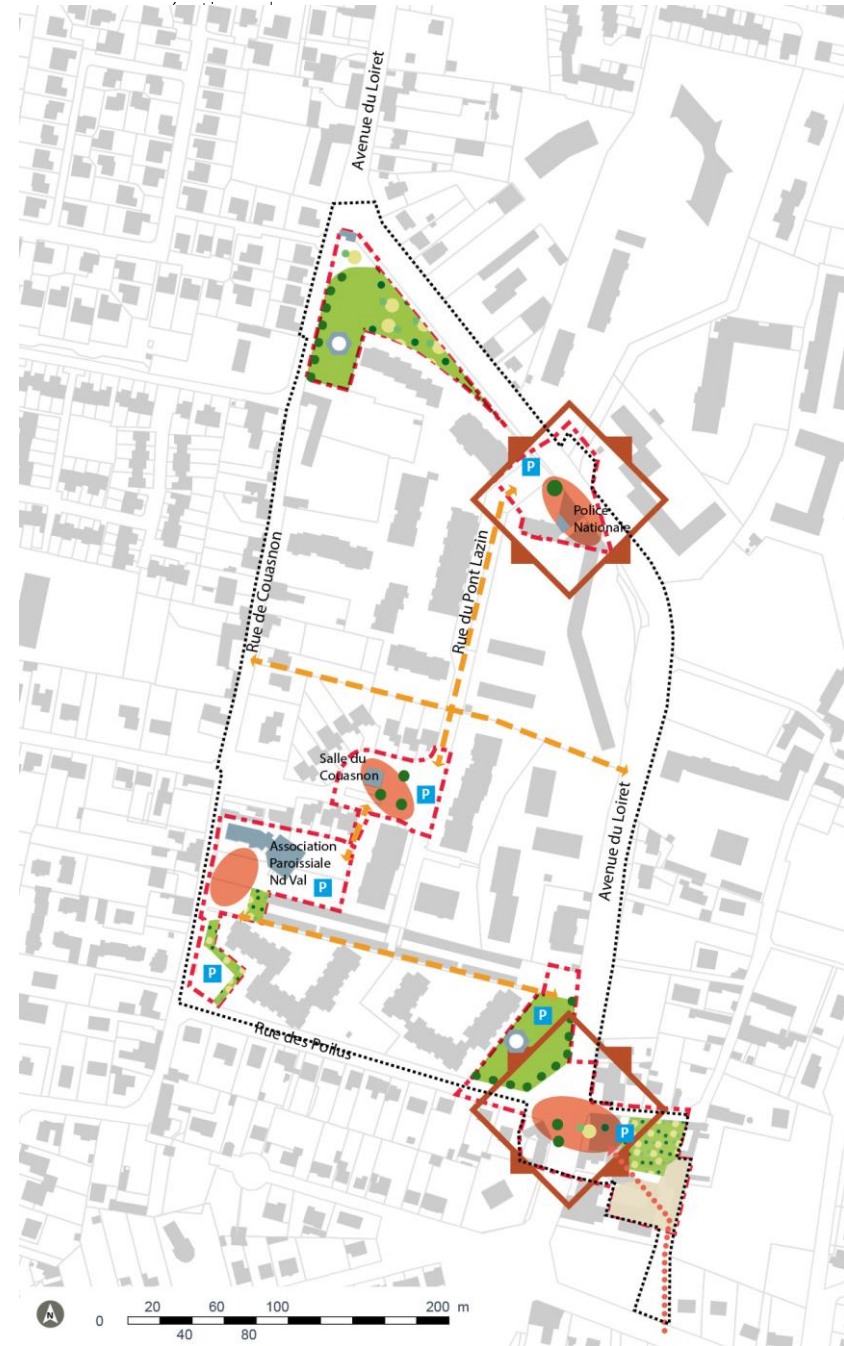 Avenue du Loiret
P
Police
Nationale
Rue de Couasnon
Rue du Pont Lazin
Salle du
Couasnon
P
Avenue du Loiret
Association
Paroissiale
Nd Val
P
P
P
Rue des Poilus
P
N
0 20 60 100 200 m
40 80